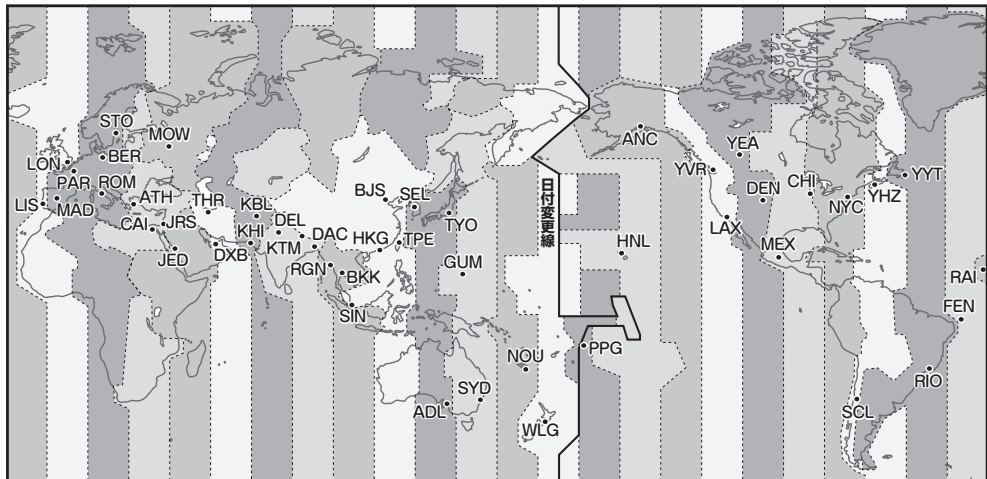 STO
MOW
LON
BER
PAR
ROM
LIS
MAD
ATH
THR
CAI
JRS
JED
DXB
KBL
KHI
DEL
KTM
DAC
RGN
BKK
SIN
BJS
SEL
HKG
TPE
TYO
GUM
ADL
SYD
NOU
WLG
日付変更線
PPG
HNL
ANC
YVR
YEA
DEN
LAX
MEX
CHI
NYC
YHZ
YYT
RAI
FEN
RIO
SCL